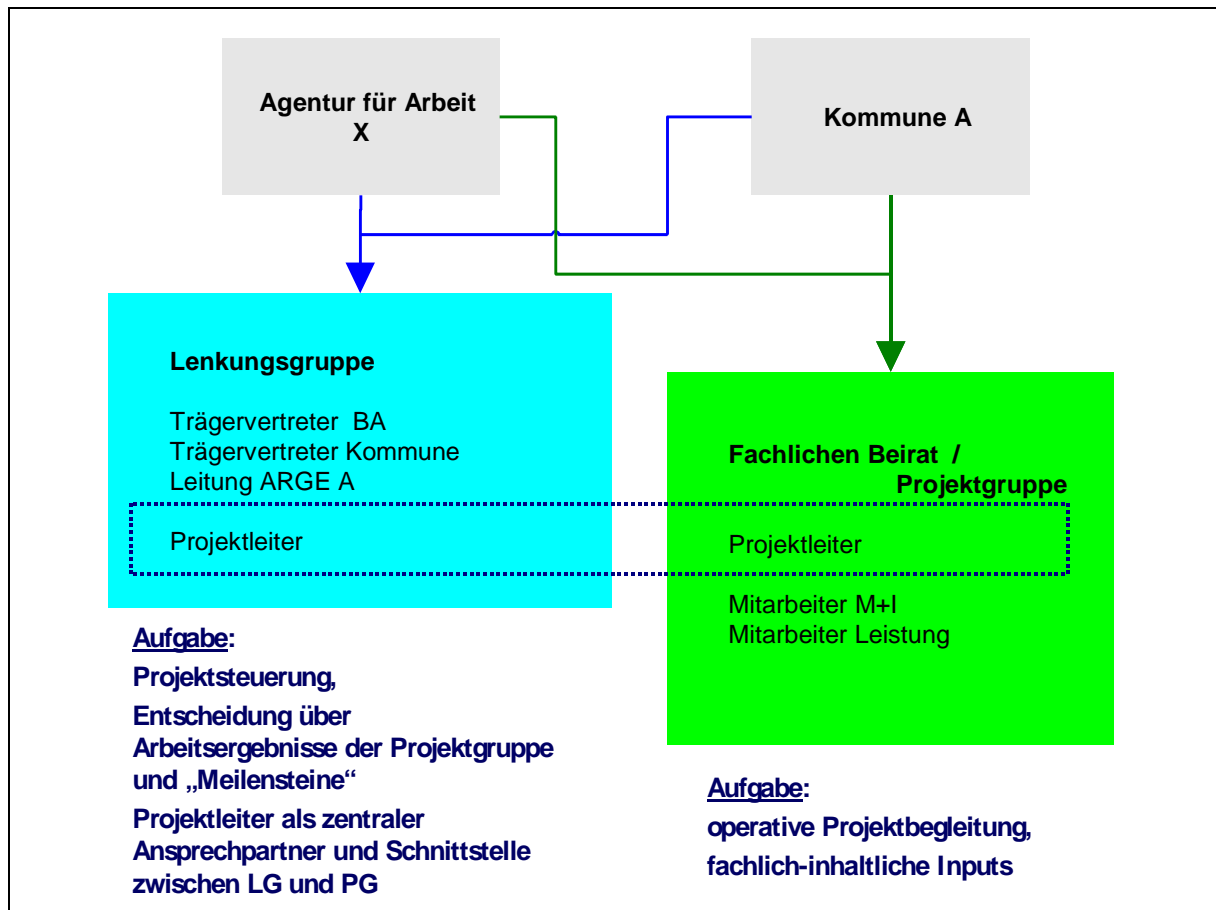 Agentur für Arbeit
X
Kommune A
Lenkungsgruppe
Trägervertreter BA
Trägervertreter Kommune
Leitung ARGE A
Projektleiter
Fachlichen Beirat /
Projektgruppe
Projektleiter
Mitarbeiter M+I
Mitarbeiter Leistung
Aufgabe:
Projektsteuerung,
Entscheidung über
Arbeitsergebnisse der Projektgruppe
und „Meilensteine“
Projektleiter als zentraler
Ansprechpartner und Schnittstelle
zwischen LG und PG
Aufgabe:
operative Projektbegleitung,
fachlich-inhaltliche Inputs